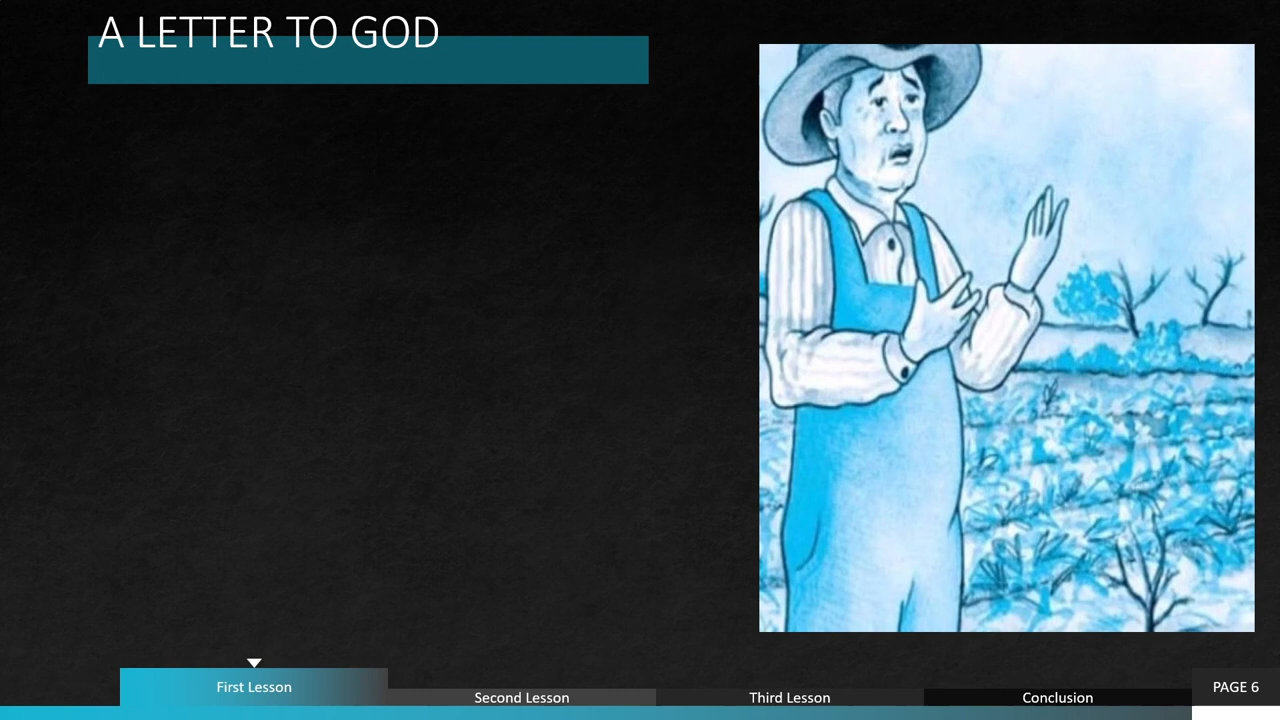 A LETTER TO GOD
First Lesson
Second Lesson
Third Lesson
Conclusion
PAGE 6